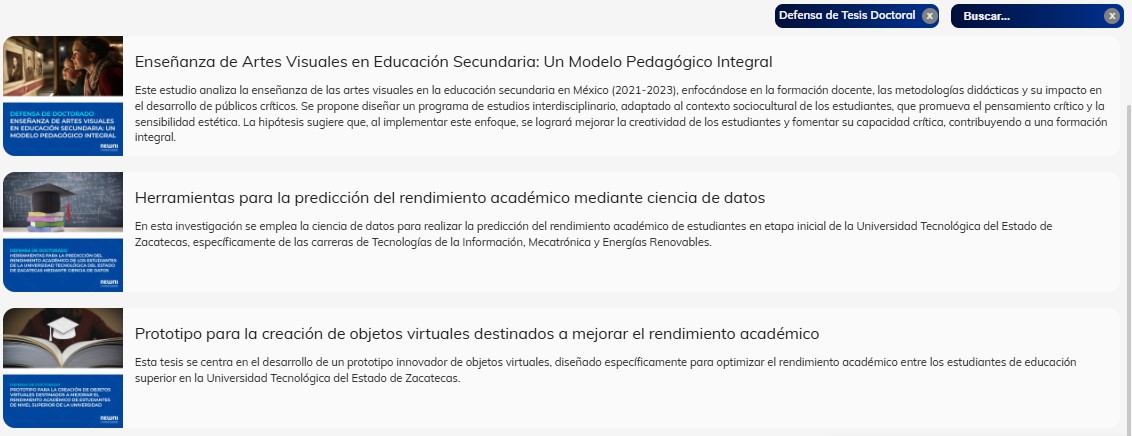 Defensa de Tesis Doctoral x
Buscar... x
DEFENSA DE DOCTORADO
ENSEÑANZA DE ARTES VISUALES
EN EDUCACIÓN SECUNDARIA: UN
MODELO PEDAGÓGICO INTEGRAL
newni
Enseñanza de Artes Visuales en Educación Secundaria: Un Modelo Pedagógico Integral
Este estudio analiza la enseñanza de las artes visuales en la educación secundaria en México (2021-2023), enfocándose en la formación docente, las metodologías didácticas y su impacto en
el desarrollo de públicos críticos. Se propone diseñar un programa de estudios interdisciplinario, adaptado al contexto sociocultural de los estudiantes, que promueva el pensamiento crítico y la
sensibilidad estética. La hipótesis sugiere que, al implementar este enfoque, se logrará mejorar la creatividad de los estudiantes y fomentar su capacidad crítica, contribuyendo a una formación
integral.
DEFENSA DE DOCTORADO
HERRAMIENTAS PARA LA PREDICCIÓN DEL
RENDIMIENTO ACADÉMICO DE LOS ESTUDIANTES
DE LA UNIVERSIDAD TECNOLÓGICA DEL ESTADO
DE ZACATECAS MEDIANTE CIENCIA DE DATOS
newni
Herramientas para la predicción del rendimiento académico mediante ciencia de datos
En esta investigación se emplea la ciencia de datos para realizar la predicción del rendimiento académico de estudiantes en etapa inicial de la Universidad Tecnológica del Estado de
Zacatecas, específicamente de las carreras de Tecnologías de la Información, Mecatrónica y Energías Renovables.
DEFENSA DE DOCTORADO
PROTOTIPO PARA LA CREACIÓN DE OBJETOS
VIRTUALES DESTINADOS A MEJORAR EL
RENDIMIENTO ACADÉMICO DE ESTUDIANTES
DE NIVEL SUPERIOR DE LA UNIVERSIDAD
newni
Prototipo para la creación de objetos virtuales destinados a mejorar el rendimiento académico
Esta tesis se centra en el desarrollo de un prototipo innovador de objetos virtuales, diseñado específicamente para optimizar el rendimiento académico entre los estudiantes de educación
superior en la Universidad Tecnológica del Estado de Zacatecas.